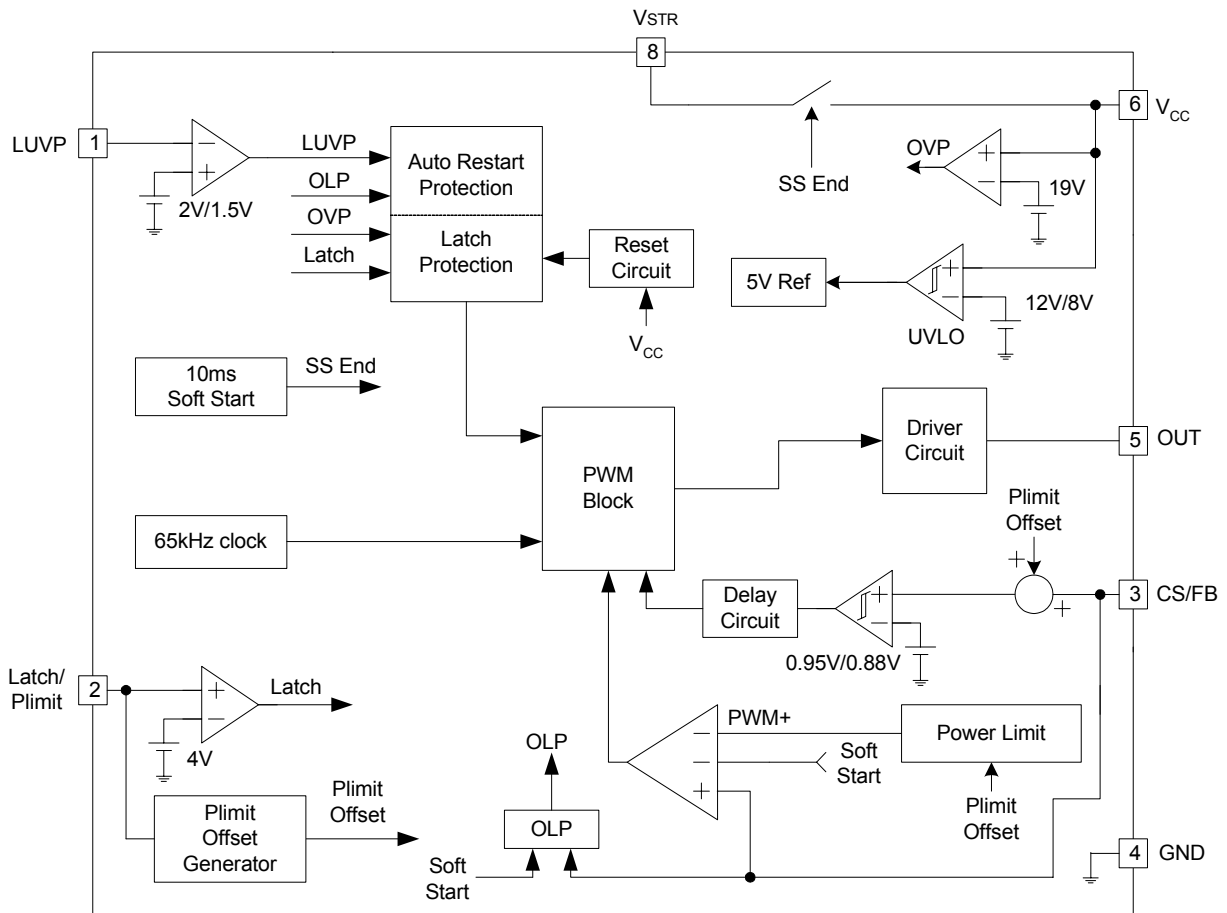 VSTR
8
LUVP
1
2V/1.5V
LUVP
OLP
OVP
Latch
Auto Restart
Protection
Latch
Protection
Reset
Circuit
VCC
SS End
6
VCC
OVP
+
−
19V
5V Ref
+
−
UVLO
12V/8V
−
+
10ms
Soft Start
SS End
65kHz clock
PWM
Block
Driver
Circuit
5
OUT
Plimit
Offset
+
+
3
CS/FB
Delay
Circuit
+
−
0.95V/0.88V
Latch/
Plimit
2
+
−
4V
Latch
Plimit
Offset
Generator
Plimit
Offset
PWM+
−
−
+
Soft
Start
Power Limit
Plimit
Offset
OLP
OLP
Soft
Start
4
GND